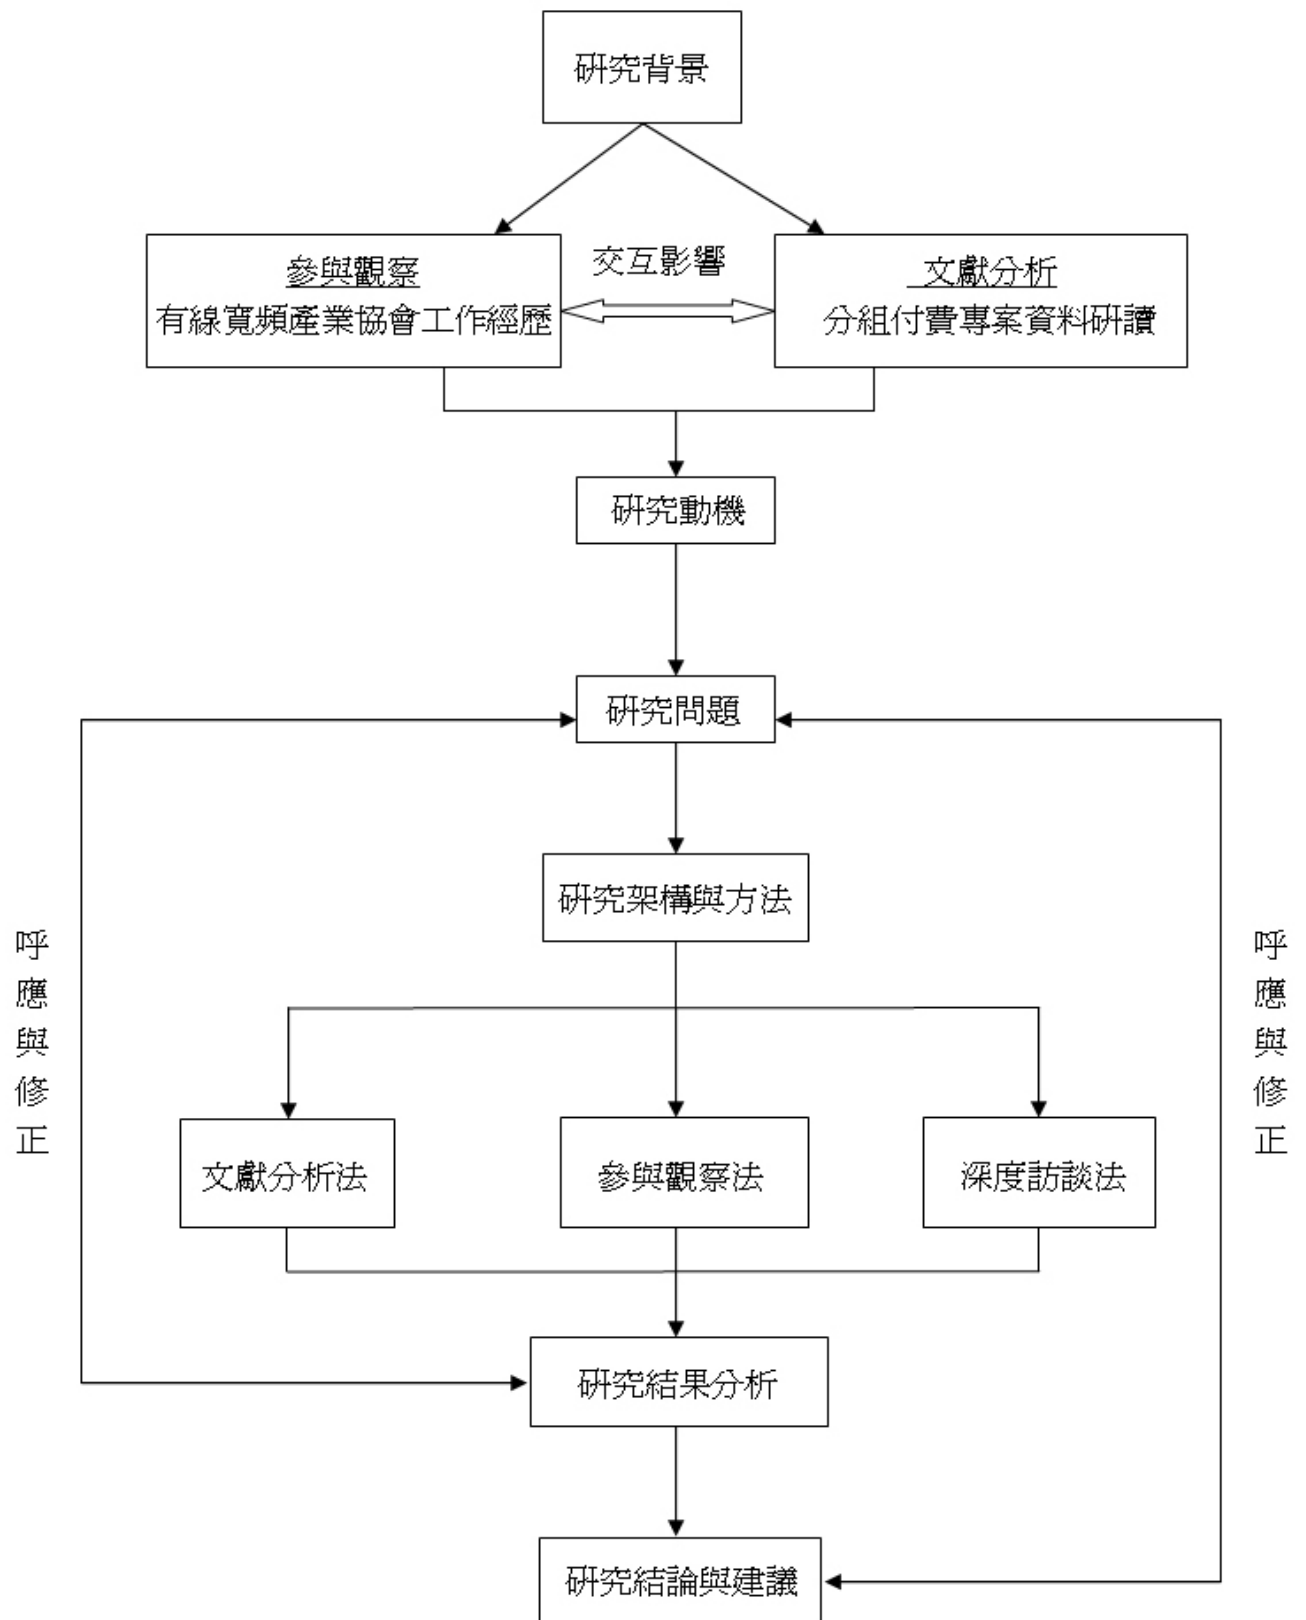 研究背景
參與觀察
有線寬頻產業協會工作經歷
交互影響
文獻分析
分組付費專案資料研讀
研究動機
研究問題
研究架構與方法
呼應與修正
呼應與修正
文獻分析法
參與觀察法
深度訪談法
研究結果分析
研究結論與建議